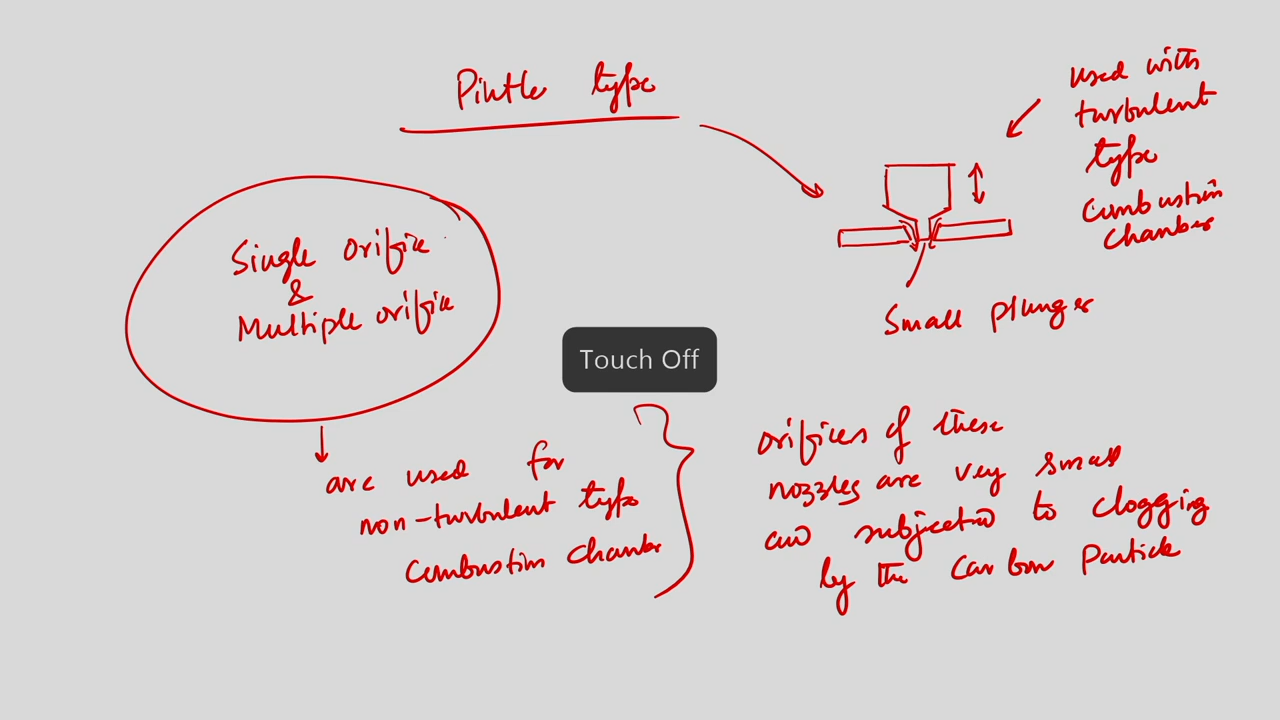 Pintle type
used with
turbulent
type
combustion
chamber
Single orifice
&
Multiple orifice
Small plunger
Touch Off
are used for
non-turbulent type
combustion chamber
orifices of these
nozzles are very small
and subjected to clogging
by the carbon particle